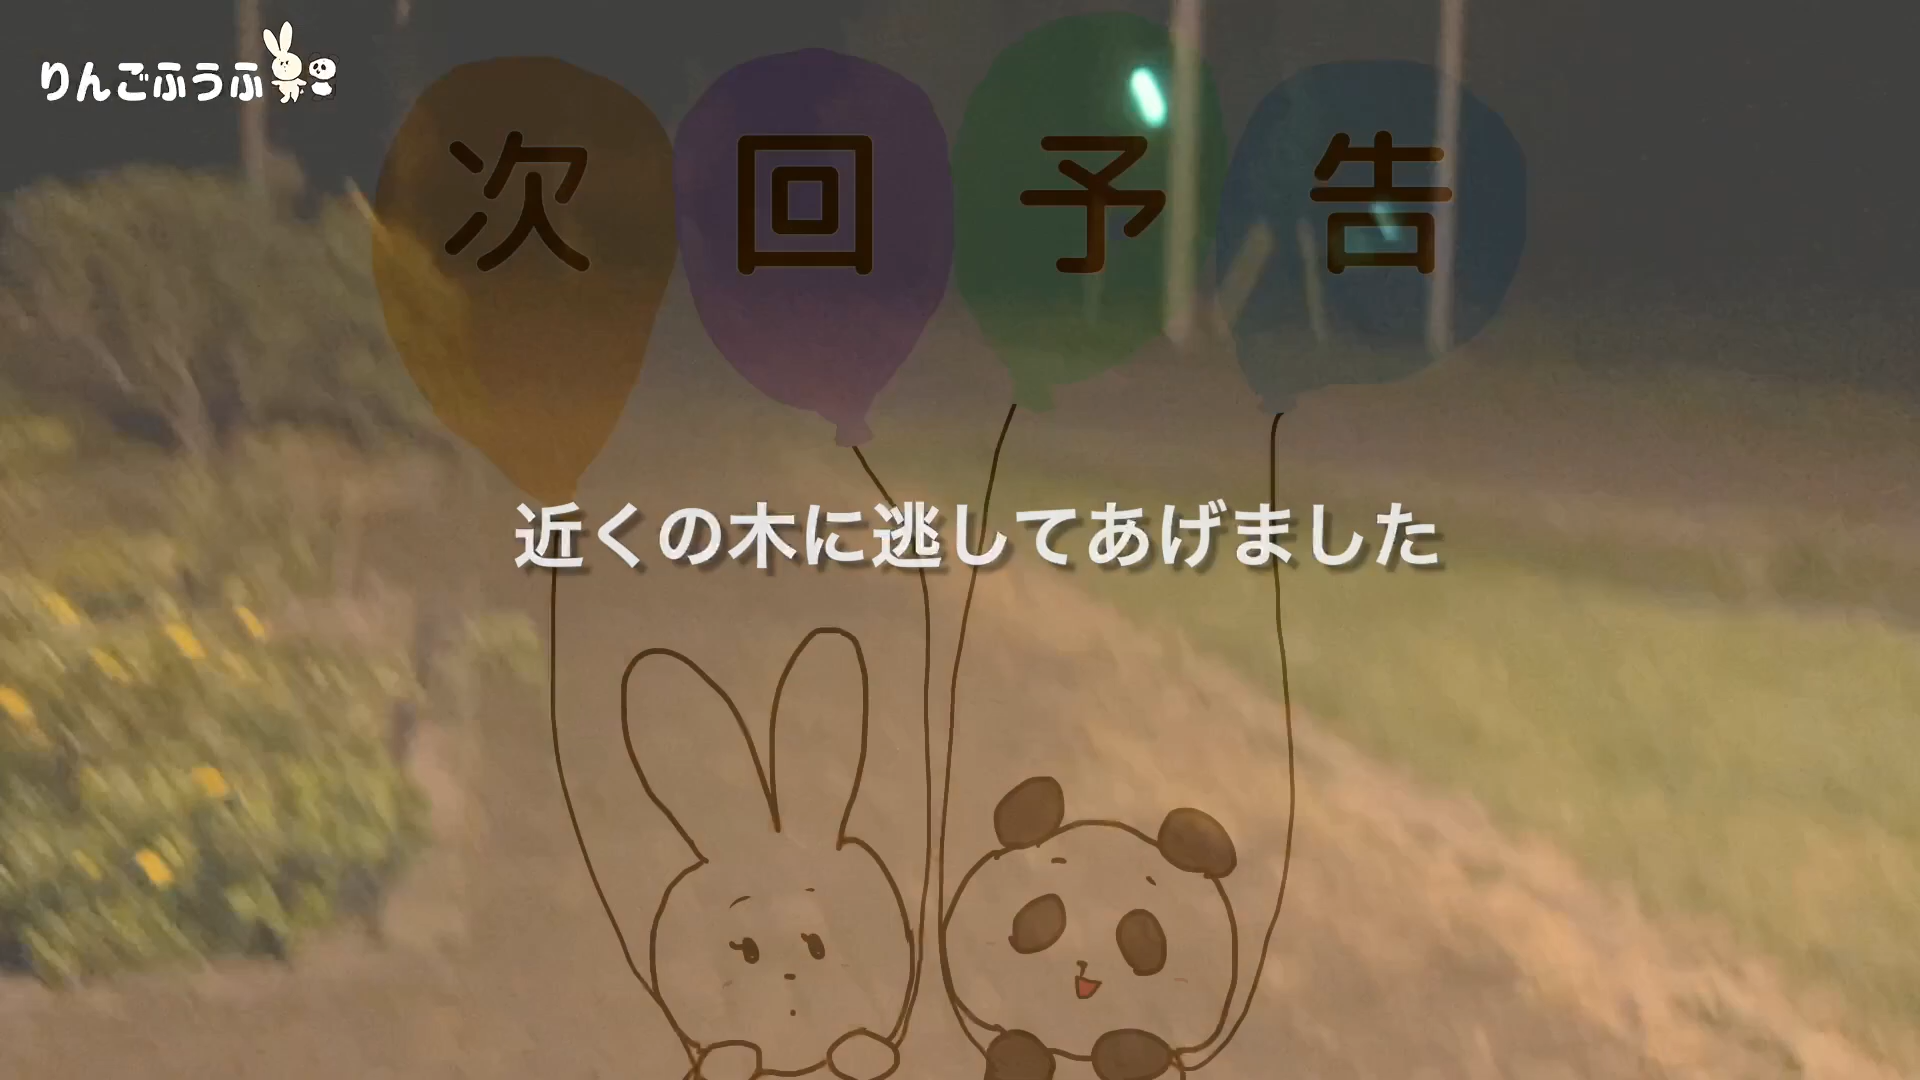 りんごふうふ
次回予告
近くの木に逃してあげました